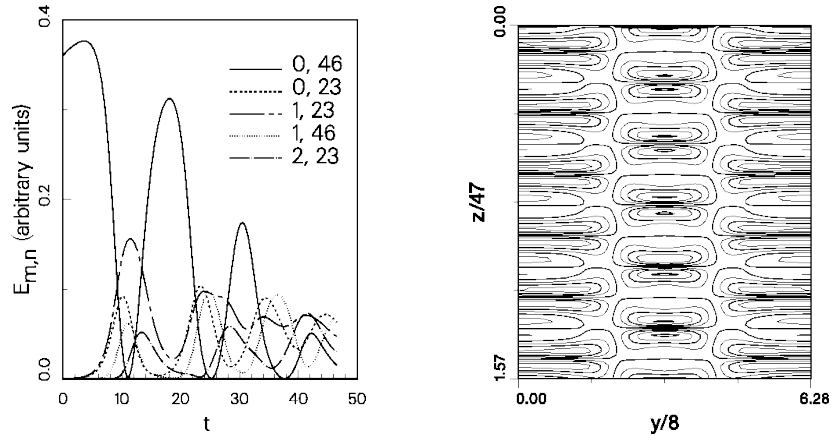 0.4
0.2
0.0
E_{m,n} (arbitrary units)
0, 46
0, 23
1, 23
1, 46
2, 23
0 10 20 30 40 50
t
0.00
z/47
1.57
0.00 6.28
y/8